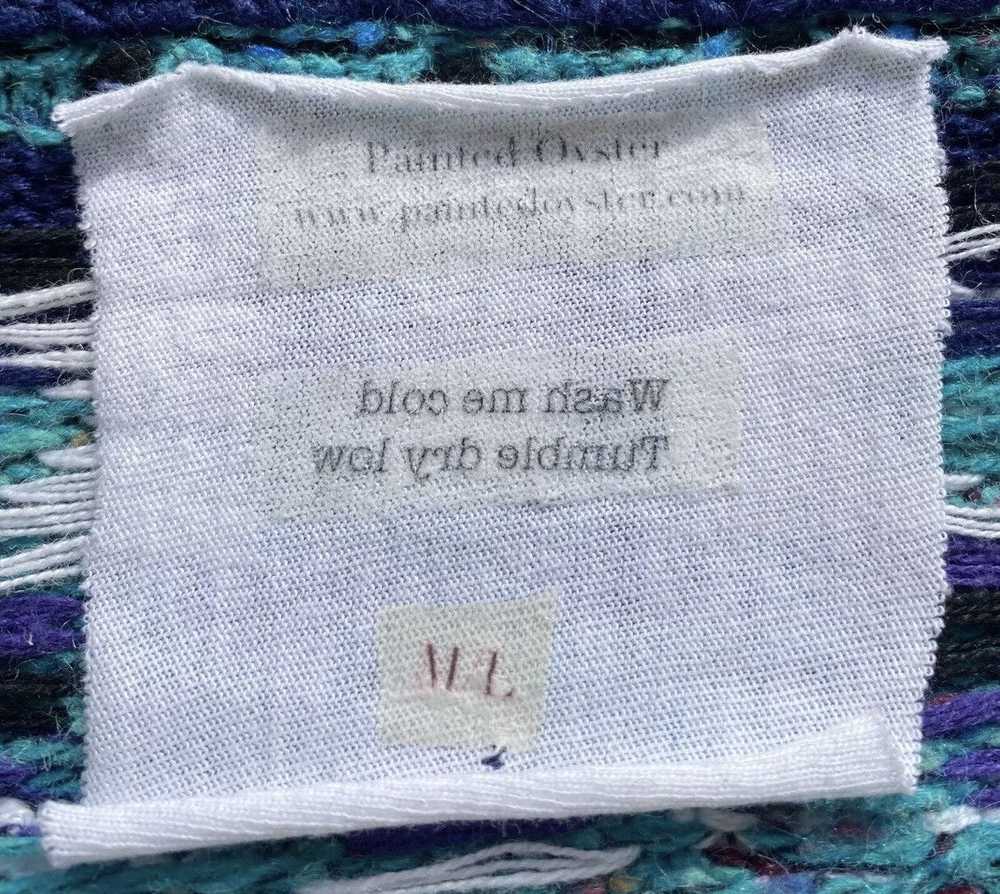 Painted Oyster
www.paintedoyster.com
Wash me cold
Tumble dry low
M/L